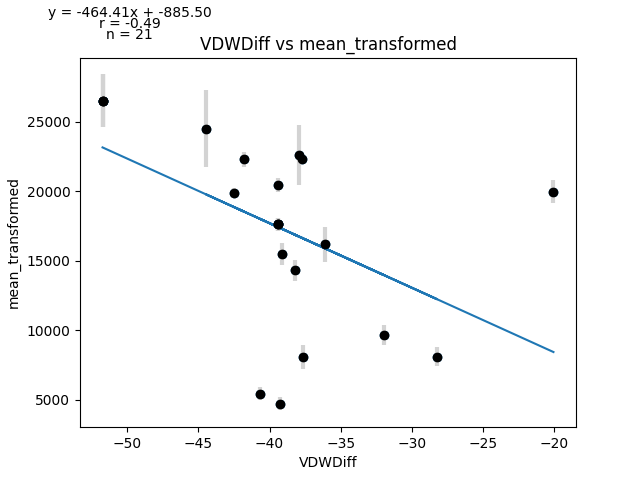 y = -464.41x + -885.50
r = -0.49
n = 21
VDWDiff vs mean_transformed
mean_transformed
25000
20000
15000
10000
5000
−50
−45
−40
−35
−30
−25
−20
VDWDiff